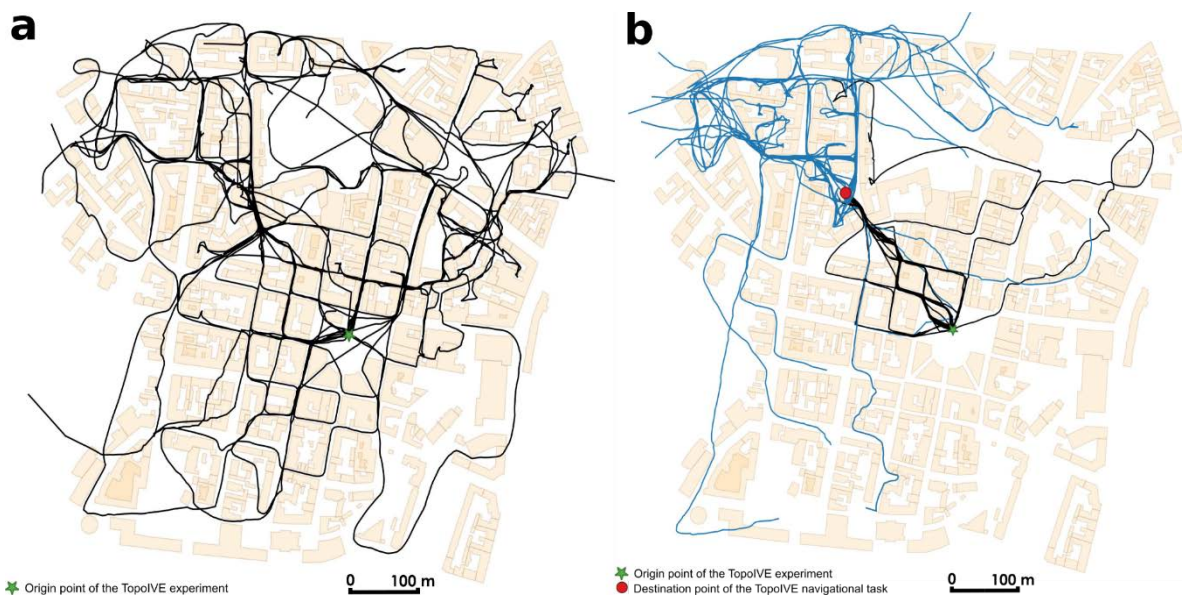 a
b
Origin point of the TopoIVE experiment
0 100 m
Origin point of the TopoIVE experiment
Destination point of the TopoIVE navigational task
0 100 m